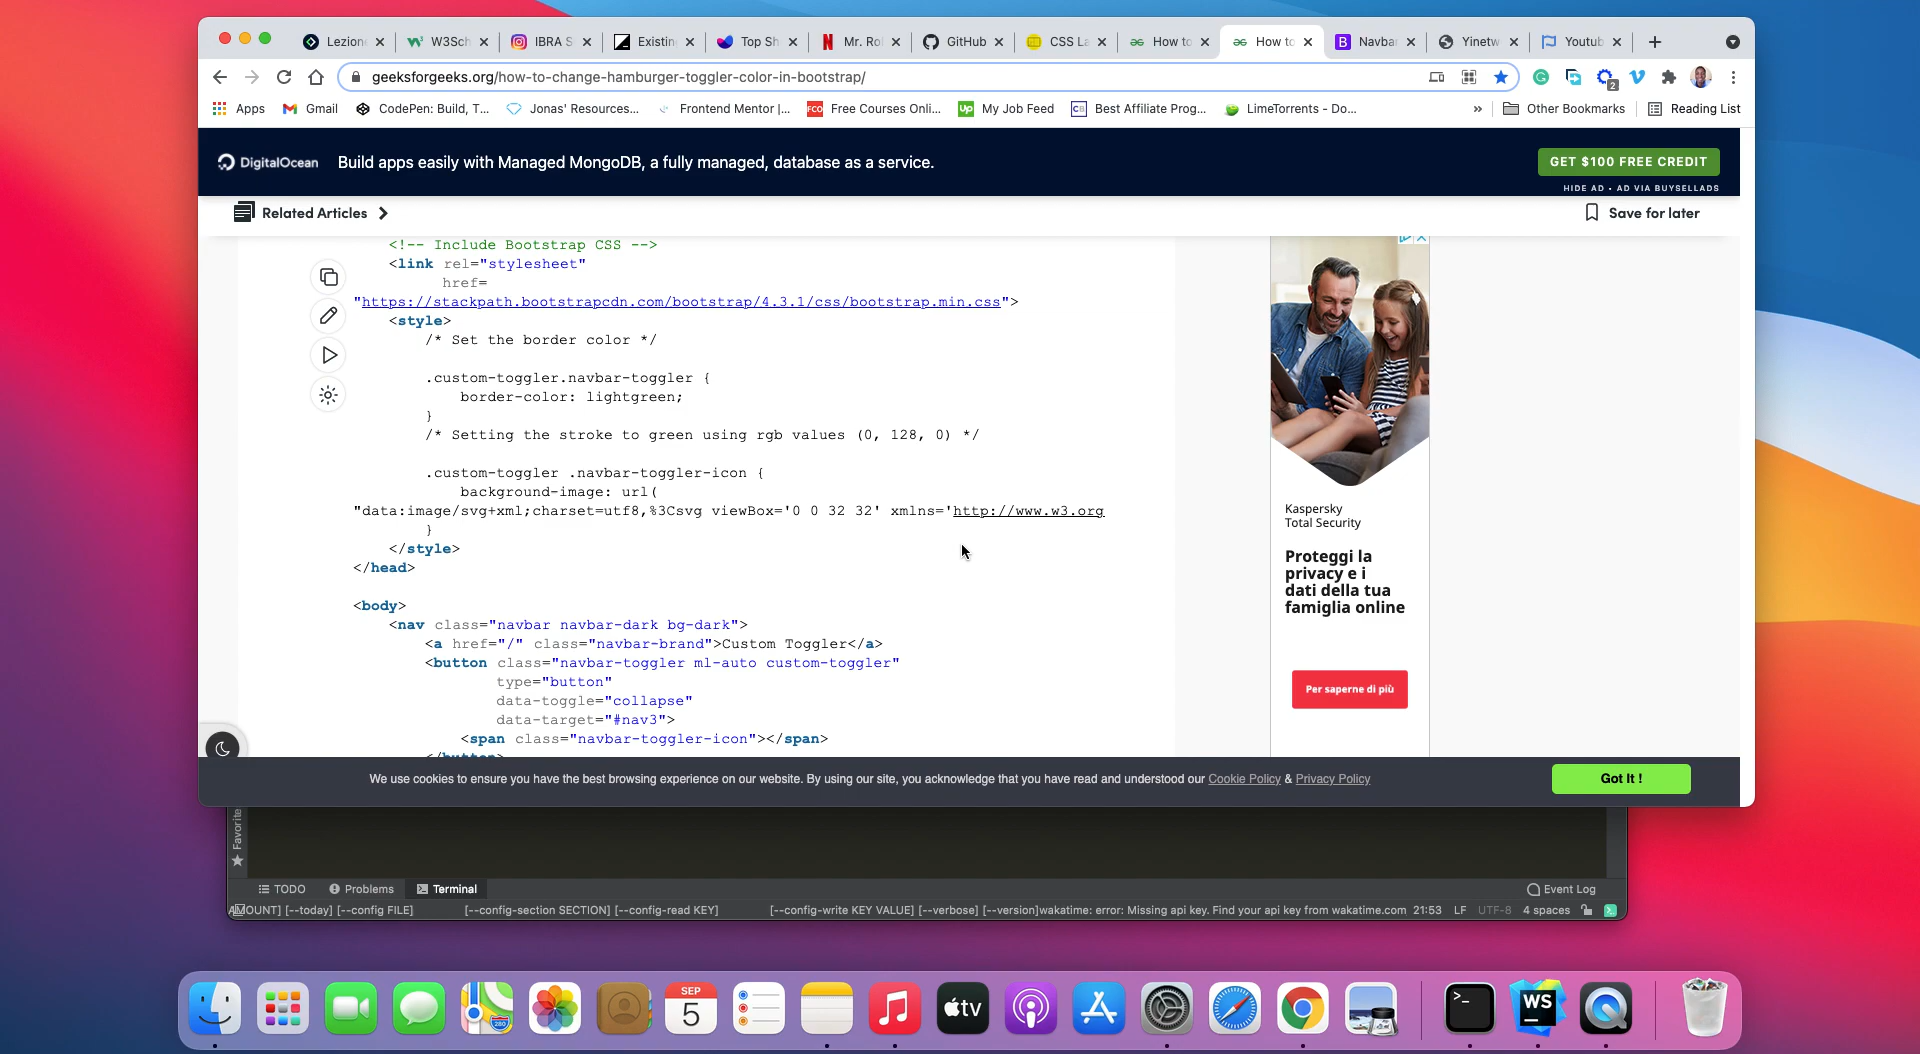 Lezion
W3Sch
IBRA S
Existin
Top Sh
Mr. Ro
GitHub
CSS La
How to
How to
Navbar
Yinetw
Youtub
geeksforgeeks.org/how-to-change-hamburger-toggler-color-in-bootstrap/
2
Apps
Gmail
CodePen: Build, T...
Jonas' Resources...
Frontend Mentor |...
FCO
Free Courses Onli...
Up
My Job Feed
Best Affiliate Prog...
LimeTorrents - Do...
»
Other Bookmarks
Reading List
DigitalOcean
Build apps easily with Managed MongoDB, a fully managed, database as a service.
GET $100 FREE CREDIT
HIDE AD • AD VIA BUYSELLADS
Related Articles
Save for later
<!-- Include Bootstrap CSS -->
<link rel="stylesheet"
href=
"https://stackpath.bootstrapcdn.com/bootstrap/4.3.1/css/bootstrap.min.css">
<style>
/* Set the border color */
.custom-toggler.navbar-toggler {
border-color: lightgreen;
}
/* Setting the stroke to green using rgb values (0, 128, 0) */
.custom-toggler .navbar-toggler-icon {
background-image: url(
"data:image/svg+xml;charset=utf8,%3Csvg viewBox='0 0 32 32' xmlns='http://www.w3.org
}
</style>
</head>
<body>
<nav class="navbar navbar-dark bg-dark">
<a href="/" class="navbar-brand">Custom Toggler</a>
<button class="navbar-toggler ml-auto custom-toggler"
type="button"
data-toggle="collapse"
data-target="#nav3">
<span class="navbar-toggler-icon"></span>
</button>
Kaspersky
Total Security
Proteggi la
privacy e i
dati della tua
famiglia online
Per saperne di più
We use cookies to ensure you have the best browsing experience on our website. By using our site, you acknowledge that you have read and understood our Cookie Policy & Privacy Policy
Got It !
Favorite
TODO
Problems
Terminal
Event Log
AMOUNT] [--today] [--config FILE] [--config-section SECTION] [--config-read KEY] [--config-write KEY VALUE] [--verbose] [--version]wakatime: error: Missing api key. Find your api key from wakatime.com 21:53 LF UTF-8 4 spaces
SEP
5
280
tv
>_
WS